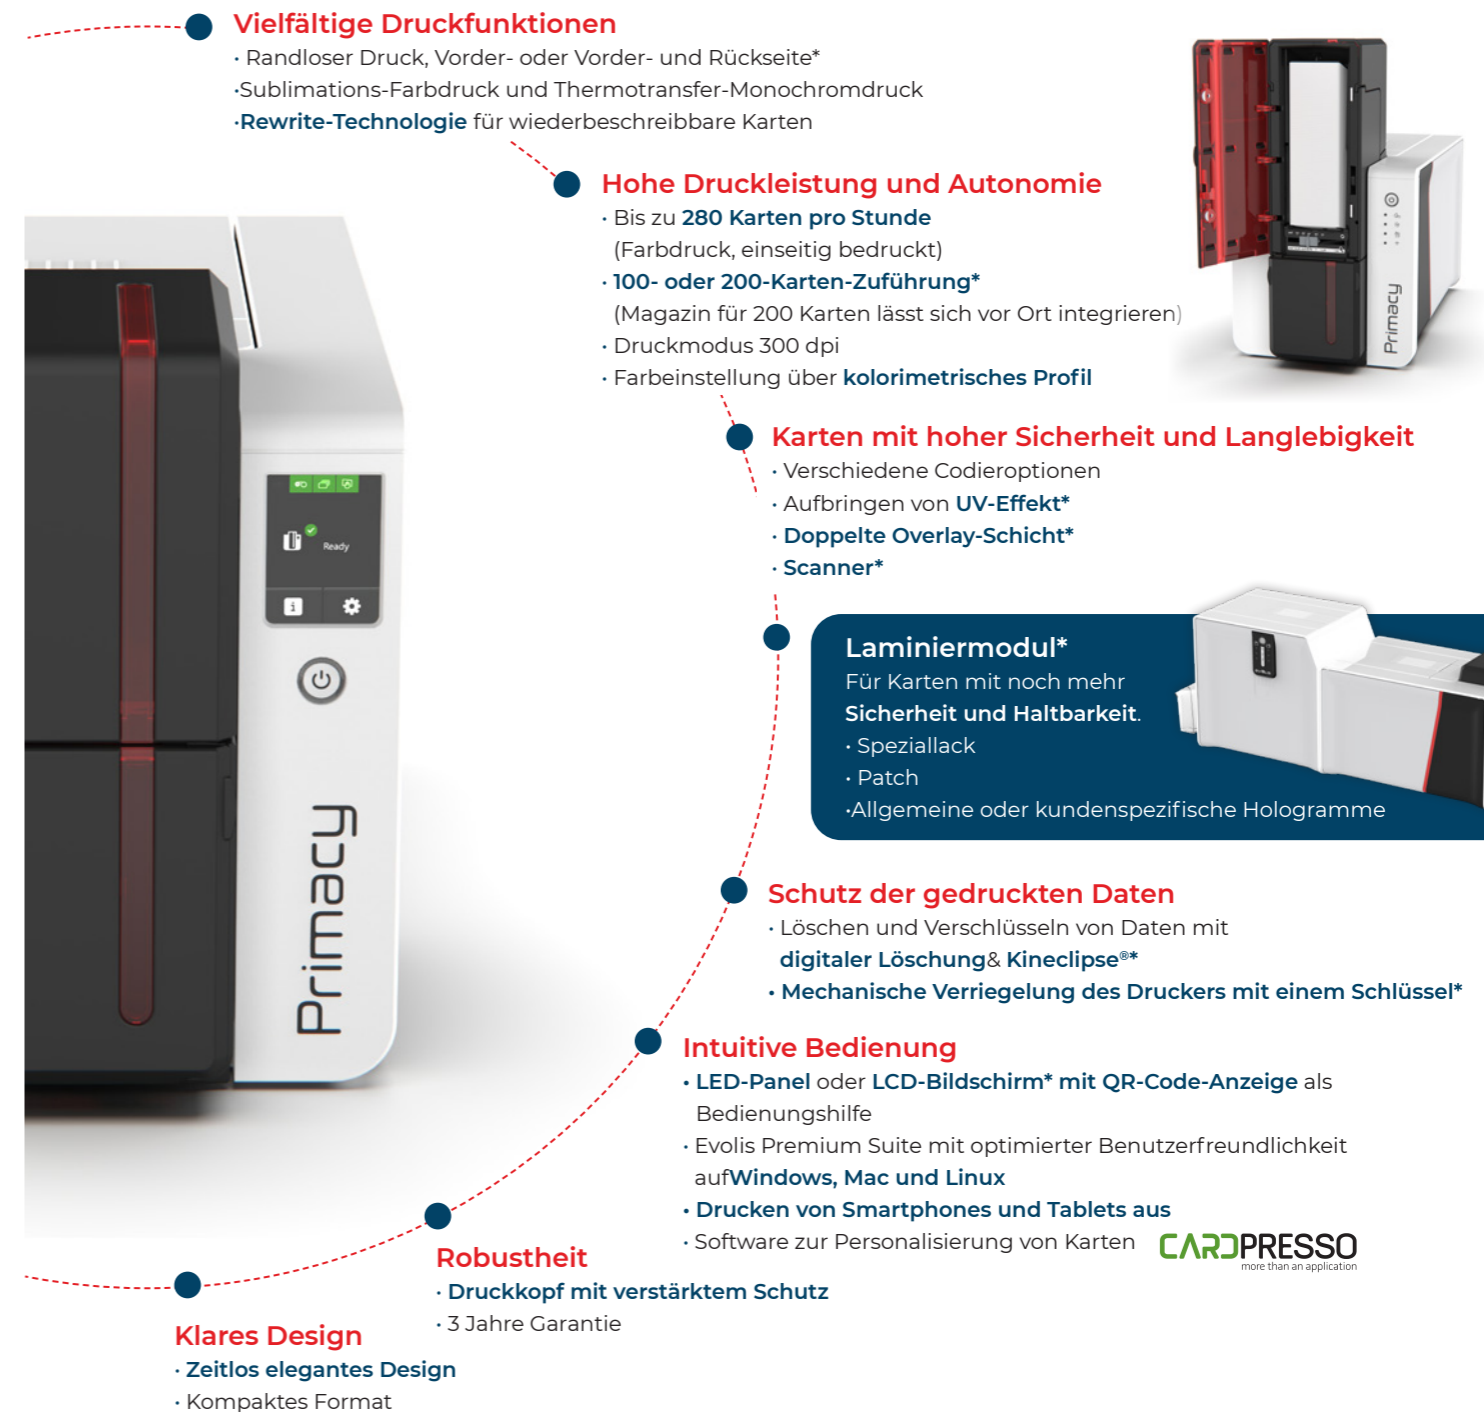 Vielfältige Druckfunktionen
· Randloser Druck, Vorder- oder Vorder- und Rückseite*
·Sublimations-Farbdruck und Thermotransfer-Monochromdruck
·Rewrite-Technologie für wiederbeschreibbare Karten
Hohe Druckleistung und Autonomie
· Bis zu 280 Karten pro Stunde
(Farbdruck, einseitig bedruckt)
· 100- oder 200-Karten-Zuführung*
(Magazin für 200 Karten lässt sich vor Ort integrieren)
· Druckmodus 300 dpi
· Farbeinstellung über kolorimetrisches Profil
Primacy
Karten mit hoher Sicherheit und Langlebigkeit
· Verschiedene Codieroptionen
· Aufbringen von UV-Effekt*
· Doppelte Overlay-Schicht*
· Scanner*
Ready
i
Primacy
Laminiermodul*
Für Karten mit noch mehr
Sicherheit und Haltbarkeit.
· Speziallack
· Patch
·Allgemeine oder kundenspezifische Hologramme
Schutz der gedruckten Daten
· Löschen und Verschlüsseln von Daten mit
digitaler Löschung& Kineclipse®*
• Mechanische Verriegelung des Druckers mit einem Schlüssel*
Intuitive Bedienung
• LED-Panel oder LCD-Bildschirm* mit QR-Code-Anzeige als
Bedienungshilfe
· Evolis Premium Suite mit optimierter Benutzerfreundlichkeit
aufWindows, Mac und Linux
• Drucken von Smartphones und Tablets aus
· Software zur Personalisierung von Karten
CARDPRESSO
more than an application
Robustheit
· Druckkopf mit verstärktem Schutz
· 3 Jahre Garantie
Klares Design
· Zeitlos elegantes Design
· Kompaktes Format